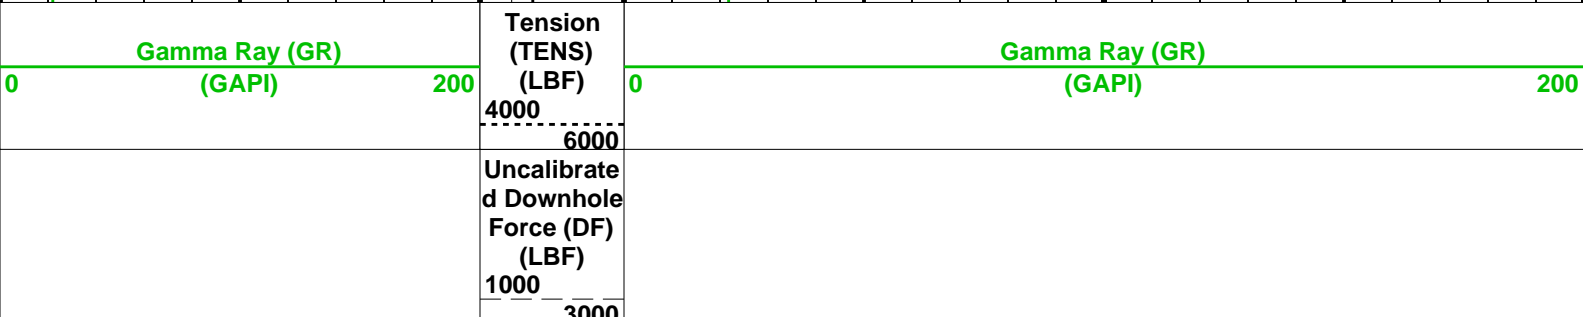 Gamma Ray (GR)
0 (GAPI) 200
Tension
(TENS)
(LBF)
4000
6000
Gamma Ray (GR)
0 (GAPI) 200
Uncalibrate
d Downhole
Force (DF)
(LBF)
1000
3000